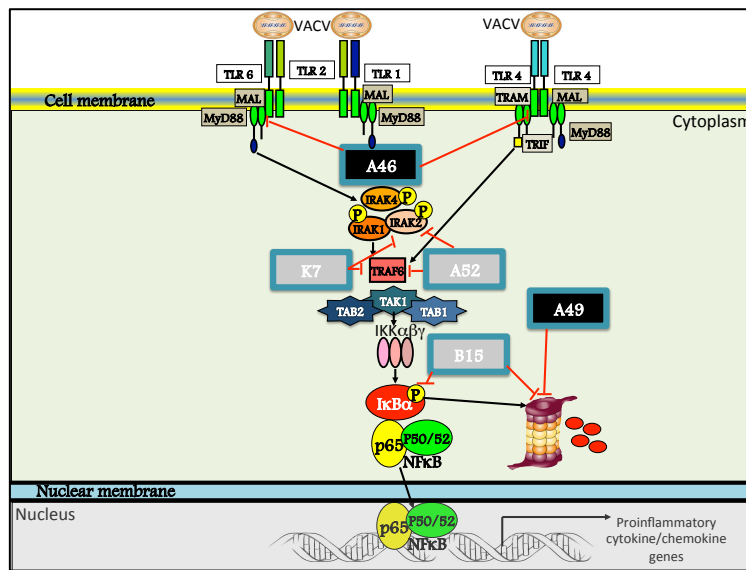 VACV
VACV
TLR 6
TLR 2
TLR 1
TLR 4
TLR 4
MAL
MAL
TRAM
MAL
Cell membrane
MyD88
MyD88
TRIF
MyD88
Cytoplasm
A46
IRAK4
P
P
IRAK1
IRAK2
P
K7
TRAF6
A52
TAK1
TAB2
TAB1
A49
IKKαβγ
B15
IκBα
P
p65
P50/52
NFκB
Nuclear membrane
Nucleus
p65
P50/52
NFκB
Proinflammatory
cytokine/chemokine
genes